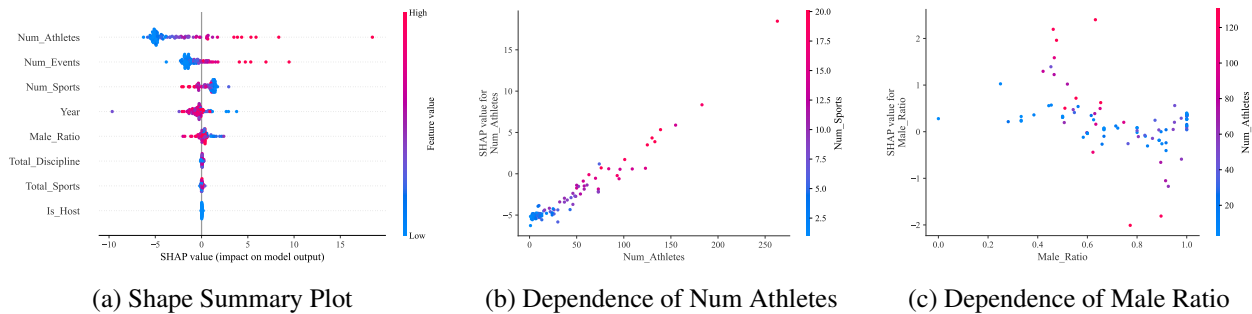 Num_Athletes
Num_Events
Num_Sports
Year
Male_Ratio
Total_Discipline
Total_Sports
Is_Host
−10
−5
0
5
10
15
SHAP value (impact on model output)
High
Feature value
Low
(a) Shape Summary Plot
SHAP value for
Num_Athletes
15
10
5
0
−5
0
50
100
150
200
250
Num_Athletes
20.0
17.5
15.0
12.5
10.0
7.5
5.0
2.5
Num_Sports
(b) Dependence of Num Athletes
SHAP value for
Male_Ratio
2
1
0
−1
−2
0.0
0.2
0.4
0.6
0.8
1.0
Male_Ratio
120
100
80
60
40
20
Num_Athletes
(c) Dependence of Male Ratio